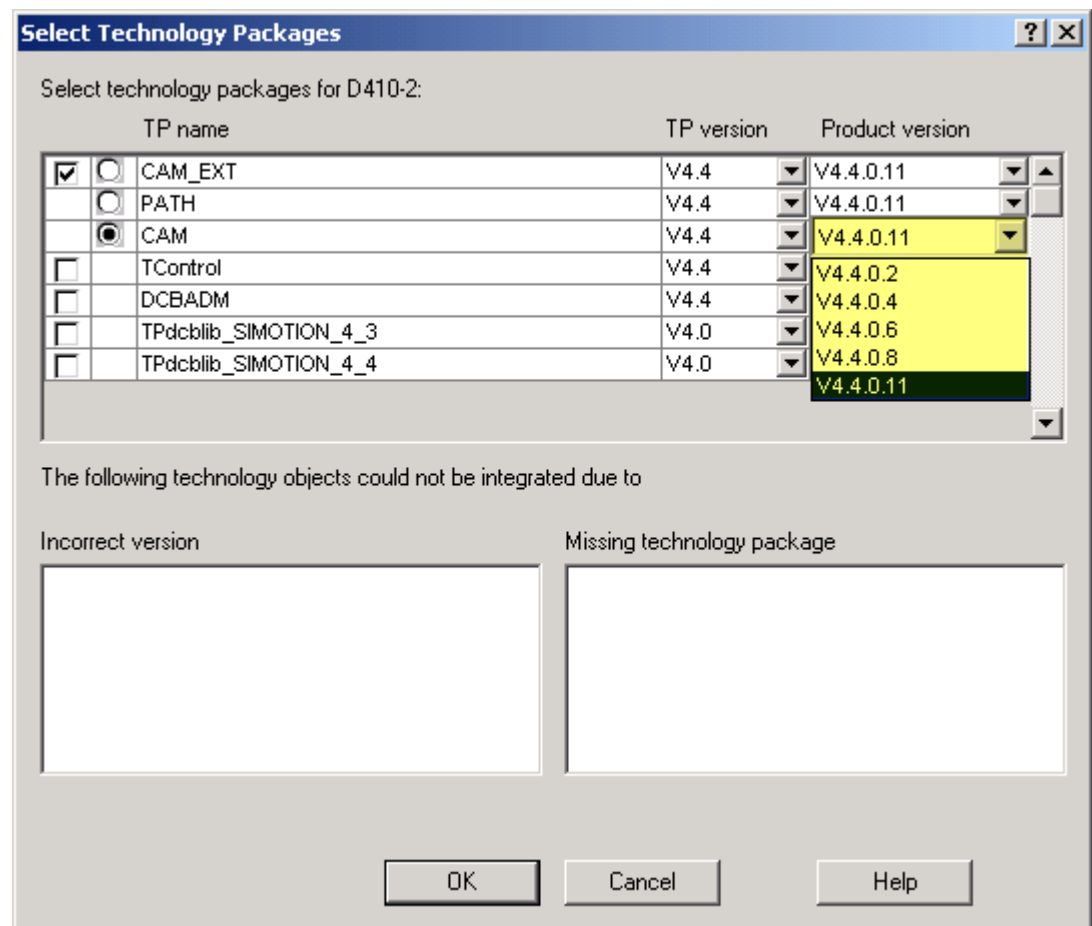 Select Technology Packages
Select technology packages for D410-2:
TP name TP version Product version
CAM_EXT V4.4 V4.4.0.11
PATH V4.4 V4.4.0.11
CAM V4.4 V4.4.0.11
TControl V4.4 V4.4.0.2
DCBADM V4.4 V4.4.0.4
TPdcblib_SIMOTION_4_3 V4.0 V4.4.0.6
TPdcblib_SIMOTION_4_4 V4.0 V4.4.0.8
V4.4.0.11
The following technology objects could not be integrated due to
Incorrect version Missing technology package
OK Cancel Help